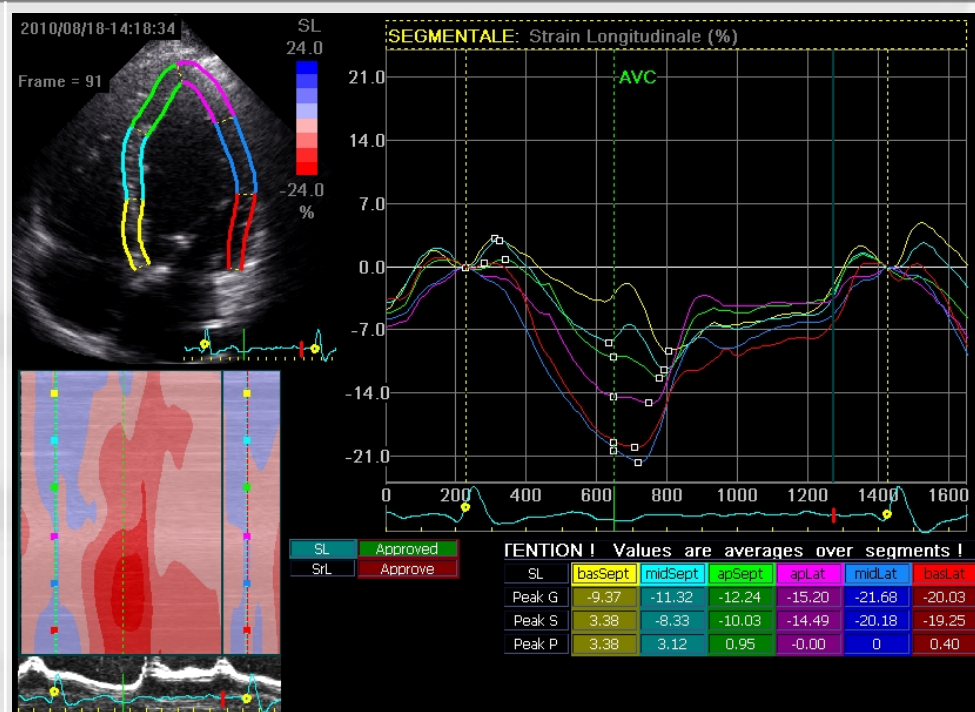 2010/08/18-14:18:34
SL
24.0
Frame = 91
-24.0
%
SEGMENTALE: Strain Longitudinale (%)
AVC
21.0
14.0
7.0
0.0
-7.0
-14.0
-21.0
0 200 400 600 800 1000 1200 1400 1600
SL Approved
SrL Approve
TENTION ! Values are averages over segments !
SL basSept midSept apSept apLat midLat basLat
Peak G -9.37 -11.32 -12.24 -15.20 -21.68 -20.03
Peak S 3.38 -8.33 -10.03 -14.49 -20.18 -19.25
Peak P 3.38 3.12 0.95 -0.00 0 0.40